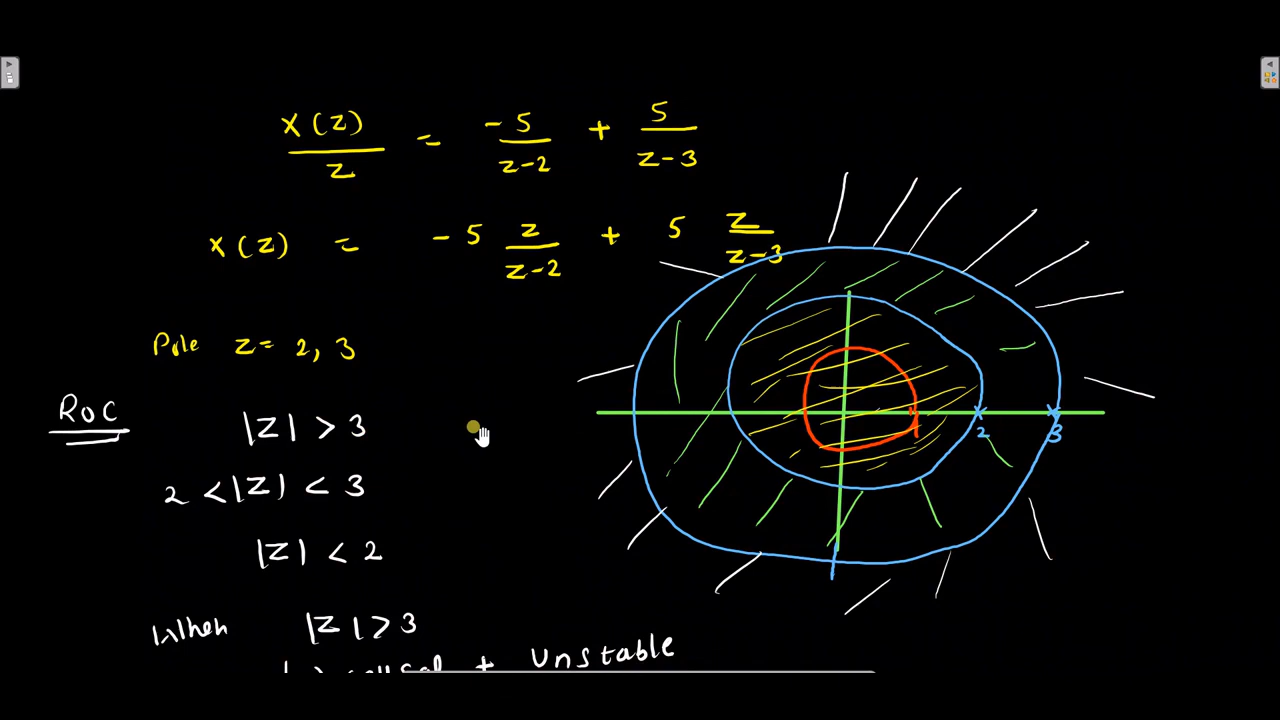 X(z)/z = -5/(z-2) + 5/(z-3)
X(z) = -5 z/(z-2) + 5 z/(z-3)
Pole z= 2, 3
ROC
|z| > 3
2 < |z| < 3
|z| < 2
2
3
1
When |z| > 3
+ Unstable